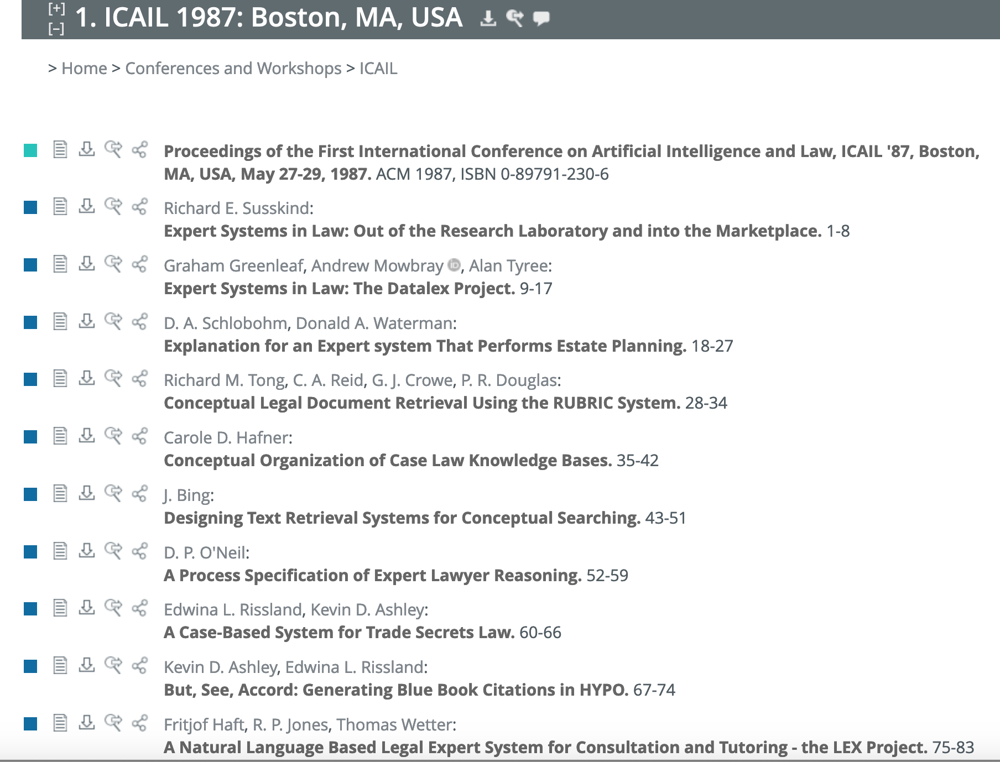 [+]
[−]
1. ICAIL 1987: Boston, MA, USA
> Home > Conferences and Workshops > ICAIL
Proceedings of the First International Conference on Artificial Intelligence and Law, ICAIL '87, Boston,
MA, USA, May 27-29, 1987. ACM 1987, ISBN 0-89791-230-6
Richard E. Susskind:
Expert Systems in Law: Out of the Research Laboratory and into the Marketplace. 1-8
Graham Greenleaf, Andrew Mowbray iD, Alan Tyree:
Expert Systems in Law: The Datalex Project. 9-17
D. A. Schlobohm, Donald A. Waterman:
Explanation for an Expert system That Performs Estate Planning. 18-27
Richard M. Tong, C. A. Reid, G. J. Crowe, P. R. Douglas:
Conceptual Legal Document Retrieval Using the RUBRIC System. 28-34
Carole D. Hafner:
Conceptual Organization of Case Law Knowledge Bases. 35-42
J. Bing:
Designing Text Retrieval Systems for Conceptual Searching. 43-51
D. P. O'Neil:
A Process Specification of Expert Lawyer Reasoning. 52-59
Edwina L. Rissland, Kevin D. Ashley:
A Case-Based System for Trade Secrets Law. 60-66
Kevin D. Ashley, Edwina L. Rissland:
But, See, Accord: Generating Blue Book Citations in HYPO. 67-74
Fritjof Haft, R. P. Jones, Thomas Wetter:
A Natural Language Based Legal Expert System for Consultation and Tutoring - the LEX Project. 75-83